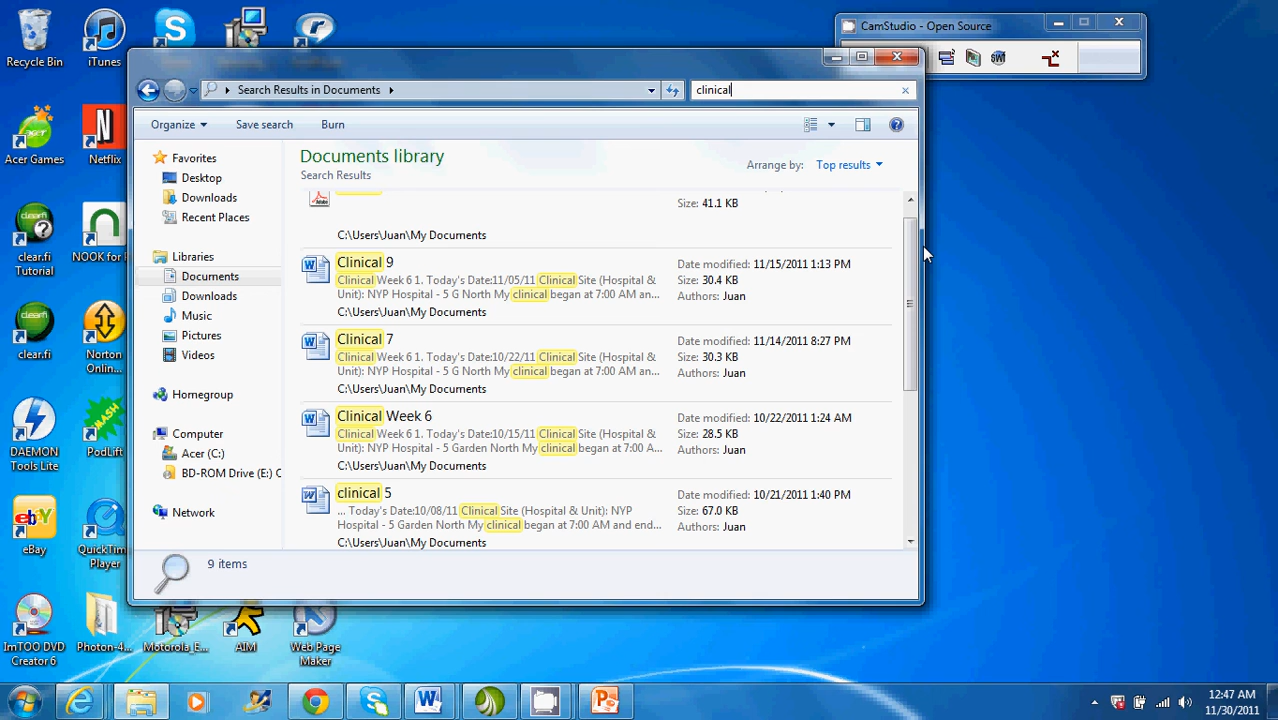 Recycle Bin
iTunes
CamStudio - Open Source
Search Results in Documents
clinical
Organize
Save search
Burn
Acer Games
Netflix
clear.fi
Tutorial
NOOK for
clear.fi
Norton
Online...
DAEMON
Tools Lite
PodLift
eBay
QuickTim
Player
ImTOO DVD
Creator 6
Photon-4...
Motorola_E...
AIM
Web Page
Maker
Favorites
Desktop
Downloads
Recent Places
Libraries
Documents
Downloads
Music
Pictures
Videos
Homegroup
Computer
Acer (C:)
BD-ROM Drive (E:) C
Network
Documents library
Search Results
Arrange by: Top results
Size: 41.1 KB
C:\Users\Juan\My Documents
Clinical 9
Clinical Week 6 1. Today's Date:11/05/11 Clinical Site (Hospital &
Unit): NYP Hospital - 5 G North My clinical began at 7:00 AM an...
C:\Users\Juan\My Documents
Date modified: 11/15/2011 1:13 PM
Size: 30.4 KB
Authors: Juan
Clinical 7
Clinical Week 6 1. Today's Date:10/22/11 Clinical Site (Hospital &
Unit): NYP Hospital - 5 G North My clinical began at 7:00 AM an...
C:\Users\Juan\My Documents
Date modified: 11/14/2011 8:27 PM
Size: 30.3 KB
Authors: Juan
Clinical Week 6
Clinical Week 6 1. Today's Date:10/15/11 Clinical Site (Hospital &
Unit): NYP Hospital - 5 Garden North My clinical began at 7:00 A...
C:\Users\Juan\My Documents
Date modified: 10/22/2011 1:24 AM
Size: 28.5 KB
Authors: Juan
clinical 5
... Today's Date:10/08/11 Clinical Site (Hospital & Unit): NYP
Hospital - 5 Garden North My clinical began at 7:00 AM and end...
C:\Users\Juan\My Documents
Date modified: 10/21/2011 1:40 PM
Size: 67.0 KB
Authors: Juan
9 items
12:47 AM
11/30/2011